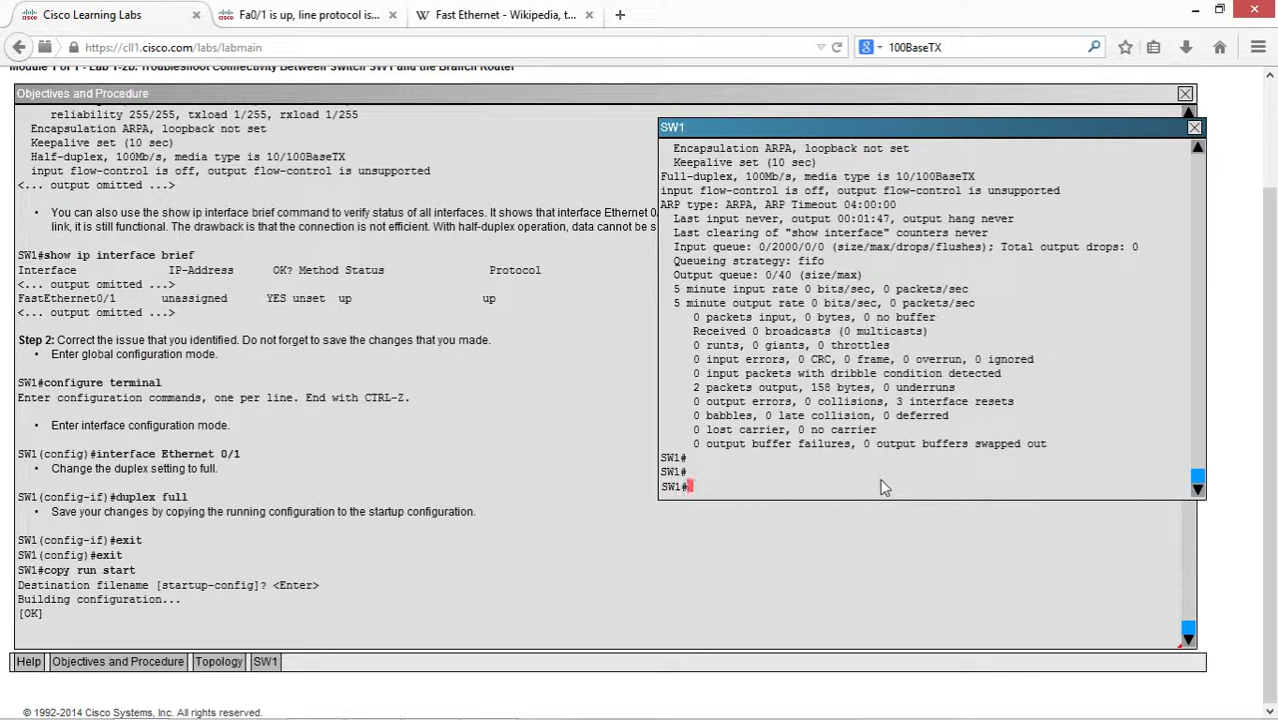 Cisco Learning Labs
Fa0/1 is up, line protocol is...
Fast Ethernet - Wikipedia, t...
https://cll1.cisco.com/labs/labmain
100BaseTX
Module 1 of 1 - Lab 1-2b: Troubleshoot Connectivity Between Switch SW1 and the Branch Router
Objectives and Procedure
reliability 255/255, txload 1/255, rxload 1/255
Encapsulation ARPA, loopback not set
Keepalive set (10 sec)
Half-duplex, 100Mb/s, media type is 10/100BaseTX
input flow-control is off, output flow-control is unsupported
<... output omitted ...>
• You can also use the show ip interface brief command to verify status of all interfaces. It shows that interface Ethernet 0/
link, it is still functional. The drawback is that the connection is not efficient. With half-duplex operation, data cannot be s
SW1#show ip interface brief
Interface IP-Address OK? Method Status Protocol
<... output omitted ...>
FastEthernet0/1 unassigned YES unset up up
<... output omitted ...>
Step 2: Correct the issue that you identified. Do not forget to save the changes that you made.
• Enter global configuration mode.
SW1#configure terminal
Enter configuration commands, one per line. End with CTRL-Z.
• Enter interface configuration mode.
SW1(config)#interface Ethernet 0/1
• Change the duplex setting to full.
SW1(config-if)#duplex full
• Save your changes by copying the running configuration to the startup configuration.
SW1(config-if)#exit
SW1(config)#exit
SW1#copy run start
Destination filename [startup-config]? <Enter>
Building configuration...
[OK]
SW1
Encapsulation ARPA, loopback not set
Keepalive set (10 sec)
Full-duplex, 100Mb/s, media type is 10/100BaseTX
input flow-control is off, output flow-control is unsupported
ARP type: ARPA, ARP Timeout 04:00:00
Last input never, output 00:01:47, output hang never
Last clearing of "show interface" counters never
Input queue: 0/2000/0/0 (size/max/drops/flushes); Total output drops: 0
Queueing strategy: fifo
Output queue: 0/40 (size/max)
5 minute input rate 0 bits/sec, 0 packets/sec
5 minute output rate 0 bits/sec, 0 packets/sec
0 packets input, 0 bytes, 0 no buffer
Received 0 broadcasts (0 multicasts)
0 runts, 0 giants, 0 throttles
0 input errors, 0 CRC, 0 frame, 0 overrun, 0 ignored
0 input packets with dribble condition detected
2 packets output, 158 bytes, 0 underruns
0 output errors, 0 collisions, 3 interface resets
0 babbles, 0 late collision, 0 deferred
0 lost carrier, 0 no carrier
0 output buffer failures, 0 output buffers swapped out
SW1#
SW1#
SW1#
Help Objectives and Procedure Topology SW1
© 1992-2014 Cisco Systems, Inc. All rights reserved.